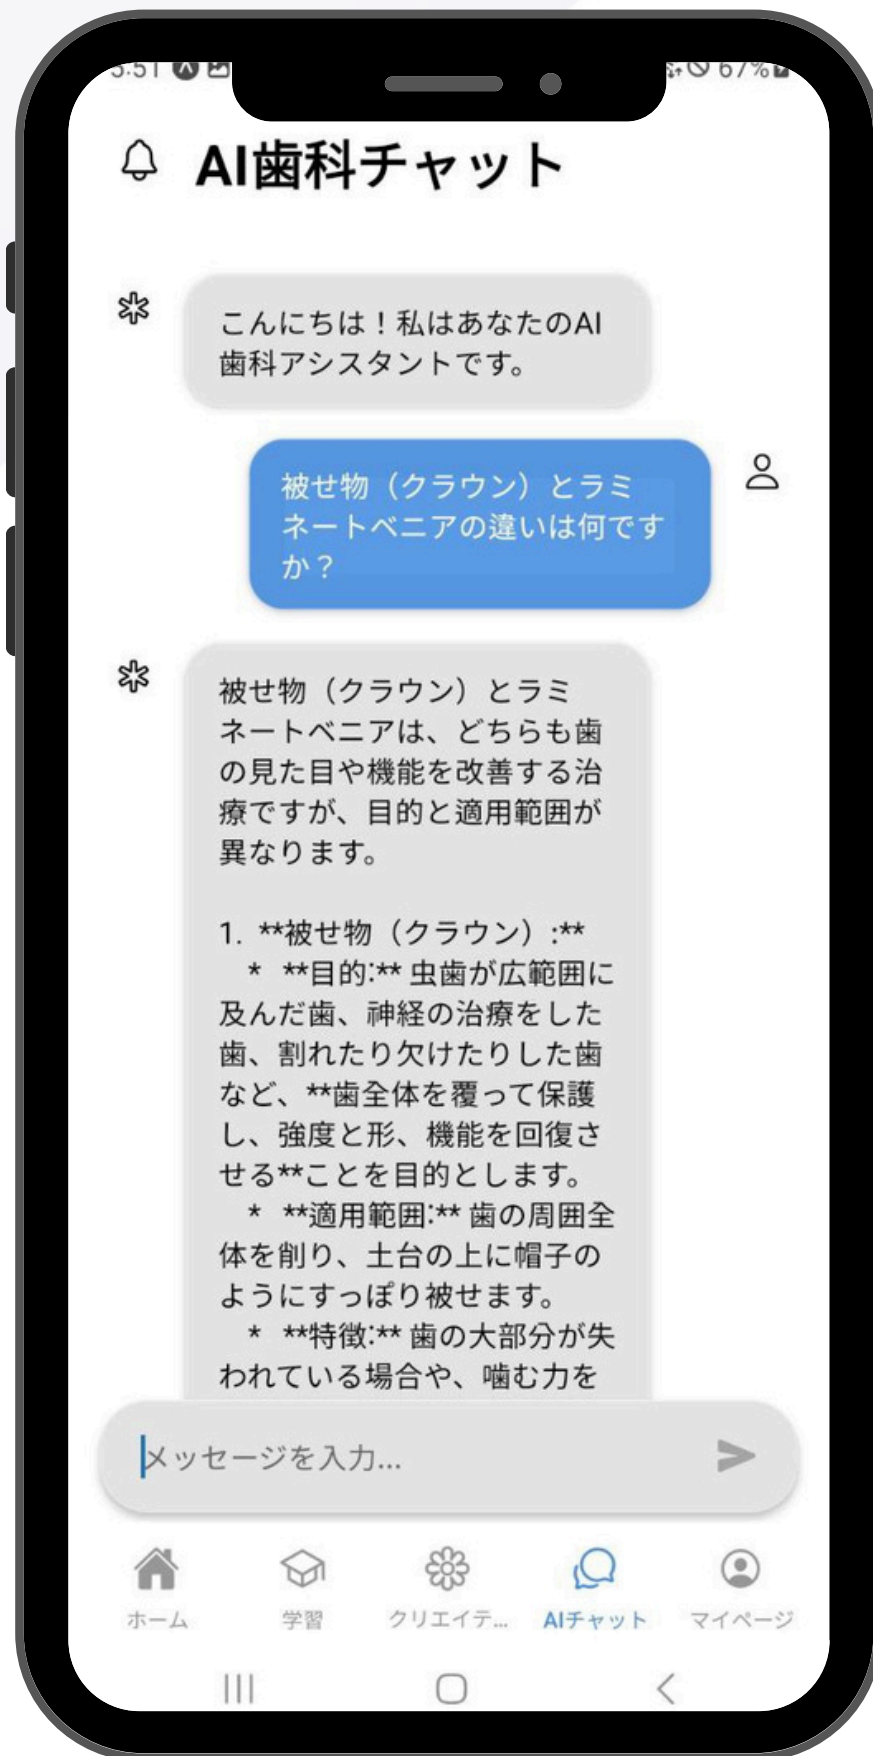 5:51
67%
AI歯科チャット
こんにちは！私はあなたのAI
歯科アシスタントです。
被せ物（クラウン）とラミ
ネートベニアの違いは何です
か？
被せ物（クラウン）とラミ
ネートベニアは、どちらも歯
の見た目や機能を改善する治
療ですが、目的と適用範囲が
異なります。
1. **被せ物（クラウン）:**
* **目的:** 虫歯が広範囲に
及んだ歯、神経の治療をした
歯、割れたり欠けたりした歯
など、**歯全体を覆って保護
し、強度と形、機能を回復さ
せる**ことを目的とします。
* **適用範囲:** 歯の周囲全
体を削り、土台の上に帽子の
ようにすっぽり被せます。
* **特徴:** 歯の大部分が失
われている場合や、噛む力を
メッセージを入力...
ホーム
学習
クリエイテ...
AIチャット
マイページ